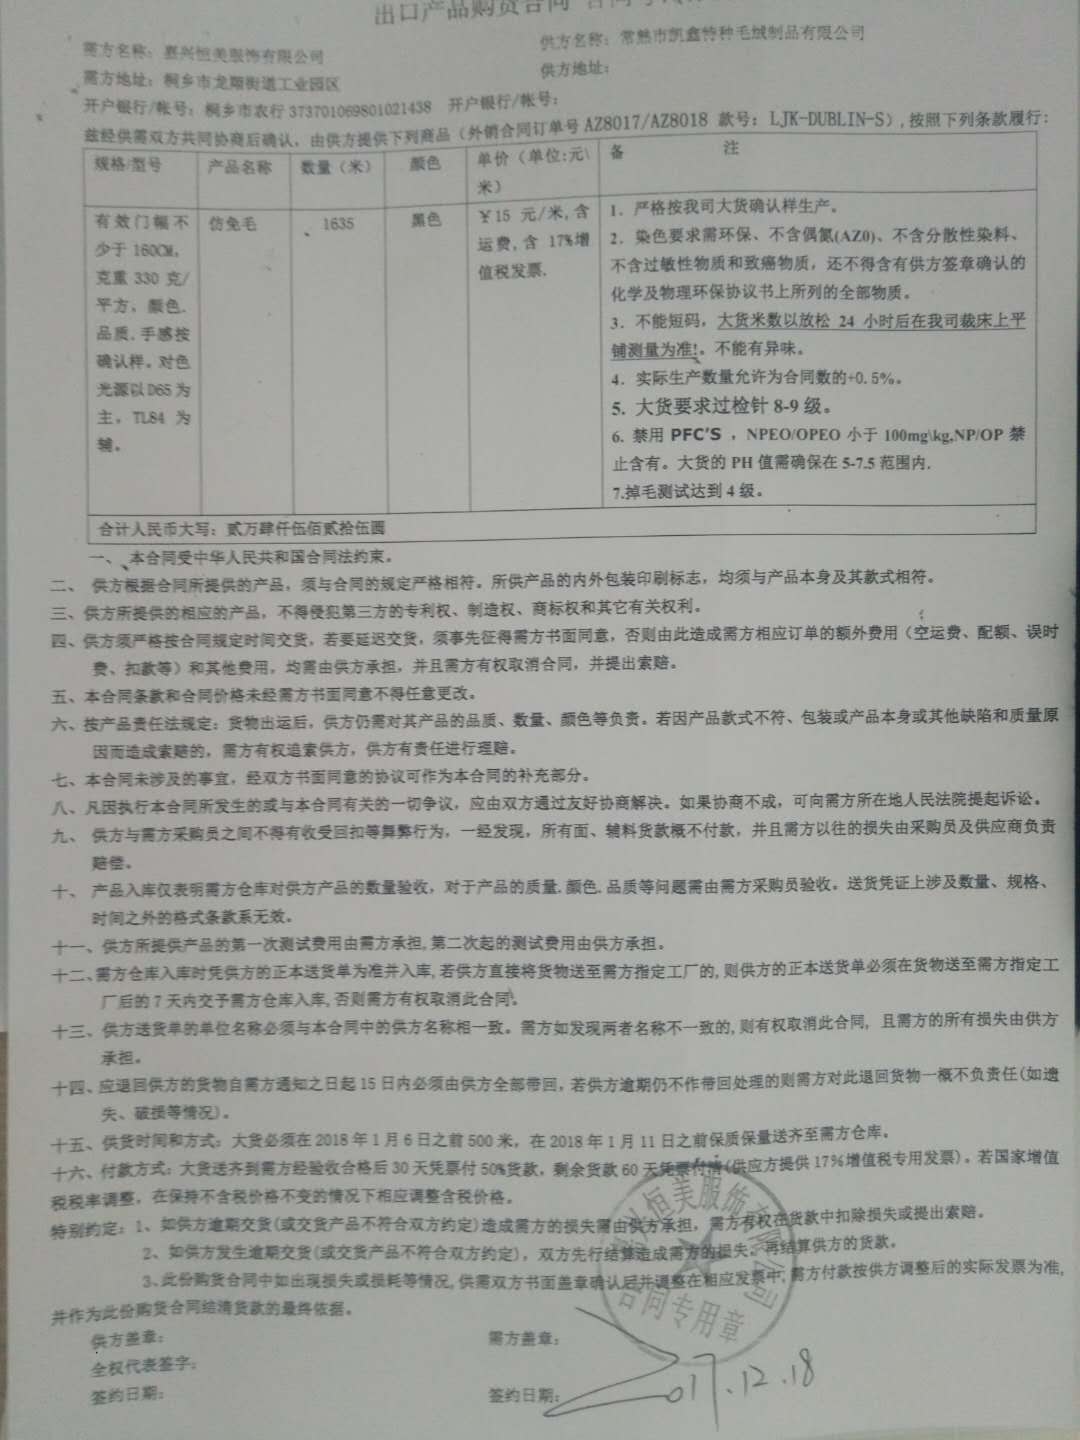 出口产品购货合同
需方名称：嘉兴恒美服饰有限公司 供方名称：常熟市凯鑫特种毛绒制品有限公司
需方地址：桐乡市龙翔街道工业园区 供方地址：
开户银行/帐号：桐乡市农行 373701069801021438 开户银行/帐号：
兹经供需双方共同协商后确认，由供方提供下列商品（外销合同订单号 AZ8017/AZ8018 款号：LJK-DUBLIN-S），按照下列条款履行：
规格/型号 产品名称 数量（米） 颜色 单价（单位:元\米） 备 注
有效门幅不
少于 160CM，
克重 330 克/
平方，颜色.
品质.手感按
确认样。对色
光源以 D65 为
主，TL84 为
辅。
仿兔毛
1635
黑色
￥15 元/米,含
运费,含 17%增
值税发票.
1．严格按我司大货确认样生产。
2．染色要求需环保、不含偶氮(AZ0)、不含分散性染料、
不含过敏性物质和致癌物质，还不得含有供方签章确认的
化学及物理环保协议书上所列的全部物质。
3．不能短码，大货米数以放松 24 小时后在我司裁床上平
铺测量为准!。不能有异味。
4．实际生产数量允许为合同数的+0.5%。
5. 大货要求过检针 8-9 级。
6. 禁用 PFC'S ，NPEO/OPEO 小于 100mg\kg,NP/OP 禁
止含有。大货的 PH 值需确保在 5-7.5 范围内.
7.掉毛测试达到 4 级。
合计人民币大写：贰万肆仟伍佰贰拾伍圆
一、 本合同受中华人民共和国合同法约束。
二、 供方根据合同所提供的产品，须与合同的规定严格相符。所供产品的内外包装印刷标志，均须与产品本身及其款式相符。
三、供方所提供的相应的产品，不得侵犯第三方的专利权、制造权、商标权和其它有关权利。
四、供方须严格按合同规定时间交货，若要延迟交货，须事先征得需方书面同意，否则由此造成需方相应订单的额外费用（空运费、配额、误时
费、扣款等）和其他费用，均需由供方承担，并且需方有权取消合同，并提出索赔。
五、本合同条款和合同价格未经需方书面同意不得任意更改。
六、按产品责任法规定：货物出运后，供方仍需对其产品的品质、数量、颜色等负责。若因产品款式不符、包装或产品本身或其他缺陷和质量原
因而造成索赔的，需方有权追索供方，供方有责任进行理赔。
七、本合同未涉及的事宜，经双方书面同意的协议可作为本合同的补充部分。
八、凡因执行本合同所发生的或与本合同有关的一切争议，应由双方通过友好协商解决。如果协商不成，可向需方所在地人民法院提起诉讼。
九、 供方与需方采购员之间不得有收受回扣等舞弊行为，一经发现，所有面、辅料货款概不付款，并且需方以往的损失由采购员及供应商负责
赔偿。
十、 产品入库仅表明需方仓库对供方产品的数量验收，对于产品的质量.颜色.品质等问题需由需方采购员验收。送货凭证上涉及数量、规格、
时间之外的格式条款系无效。
十一、供方所提供产品的第一次测试费用由需方承担,第二次起的测试费用由供方承担。
十二、需方仓库入库时凭供方的正本送货单为准并入库,若供方直接将货物送至需方指定工厂的,则供方的正本送货单必须在货物送至需方指定工
厂后的 7 天内交予需方仓库入库,否则需方有权取消此合同。
十三、供方送货单的单位名称必须与本合同中的供方名称相一致。需方如发现两者名称不一致的,则有权取消此合同, 且需方的所有损失由供方
承担。
十四、应退回供方的货物自需方通知之日起 15 日内必须由供方全部带回,若供方逾期仍不作带回处理的则需方对此退回货物一概不负责任(如遗
失、破损等情况)。
十五、供货时间和方式：大货必须在 2018 年 1 月 6 日之前 500 米，在 2018 年 1 月 11 日之前保质保量送齐至需方仓库。
十六、付款方式：大货送齐到需方经验收合格后 30 天凭票付 50%货款，剩余货款 60 天凭票付清(供应方提供 17%增值税专用发票)。若国家增值
税税率调整，在保持不含税价格不变的情况下相应调整含税价格。
特别约定：1、如供方逾期交货(或交货产品不符合双方约定)造成需方的损失需由供方承担，需方有权在货款中扣除损失或提出索赔。
2、如供方发生逾期交货(或交货产品不符合双方约定)，双方先行结算造成需方的损失。再结算供方的货款。
3、此份购货合同中如出现损失或损耗等情况,供需双方书面盖章确认后并调整在相应发票中,需方付款按供方调整后的实际发票为准,
并作为此份购货合同结清货款的最终依据。
供方盖章： 需方盖章：
全权代表签字：
签约日期： 签约日期： 2017.12.18
嘉兴恒美服饰有限公司
合同专用章